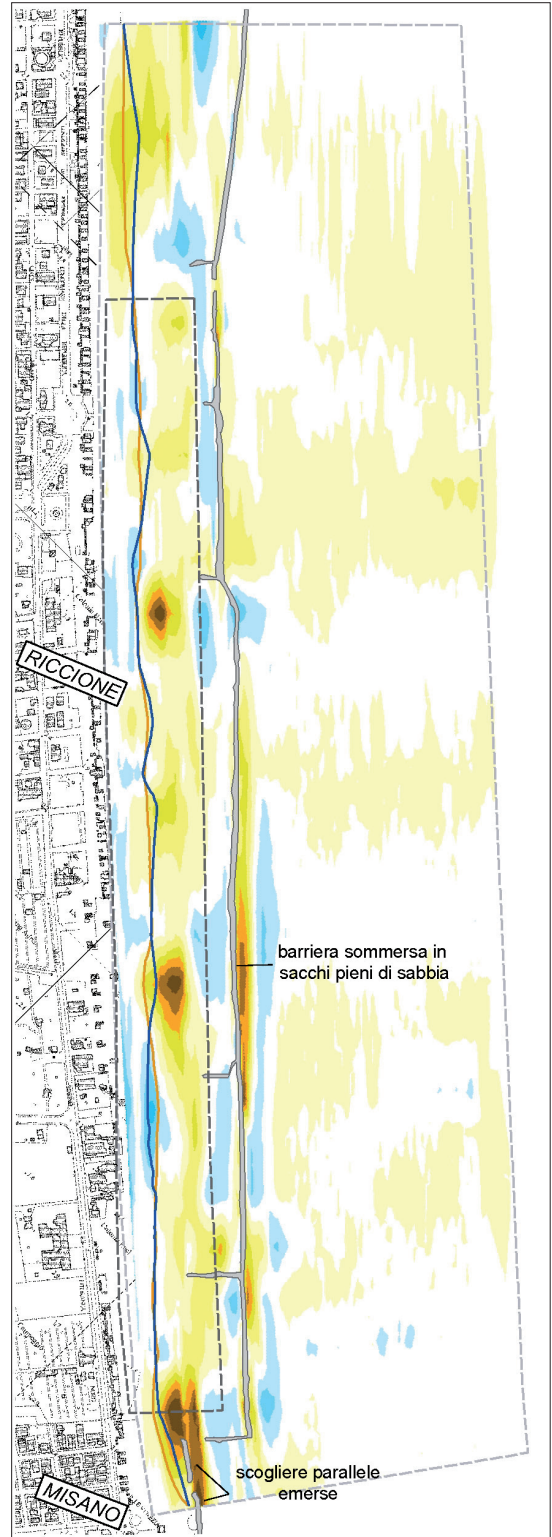 RICCIONE
barriera sommersa in
sacchi pieni di sabbia
scogliere parallele
emerse
MISANO